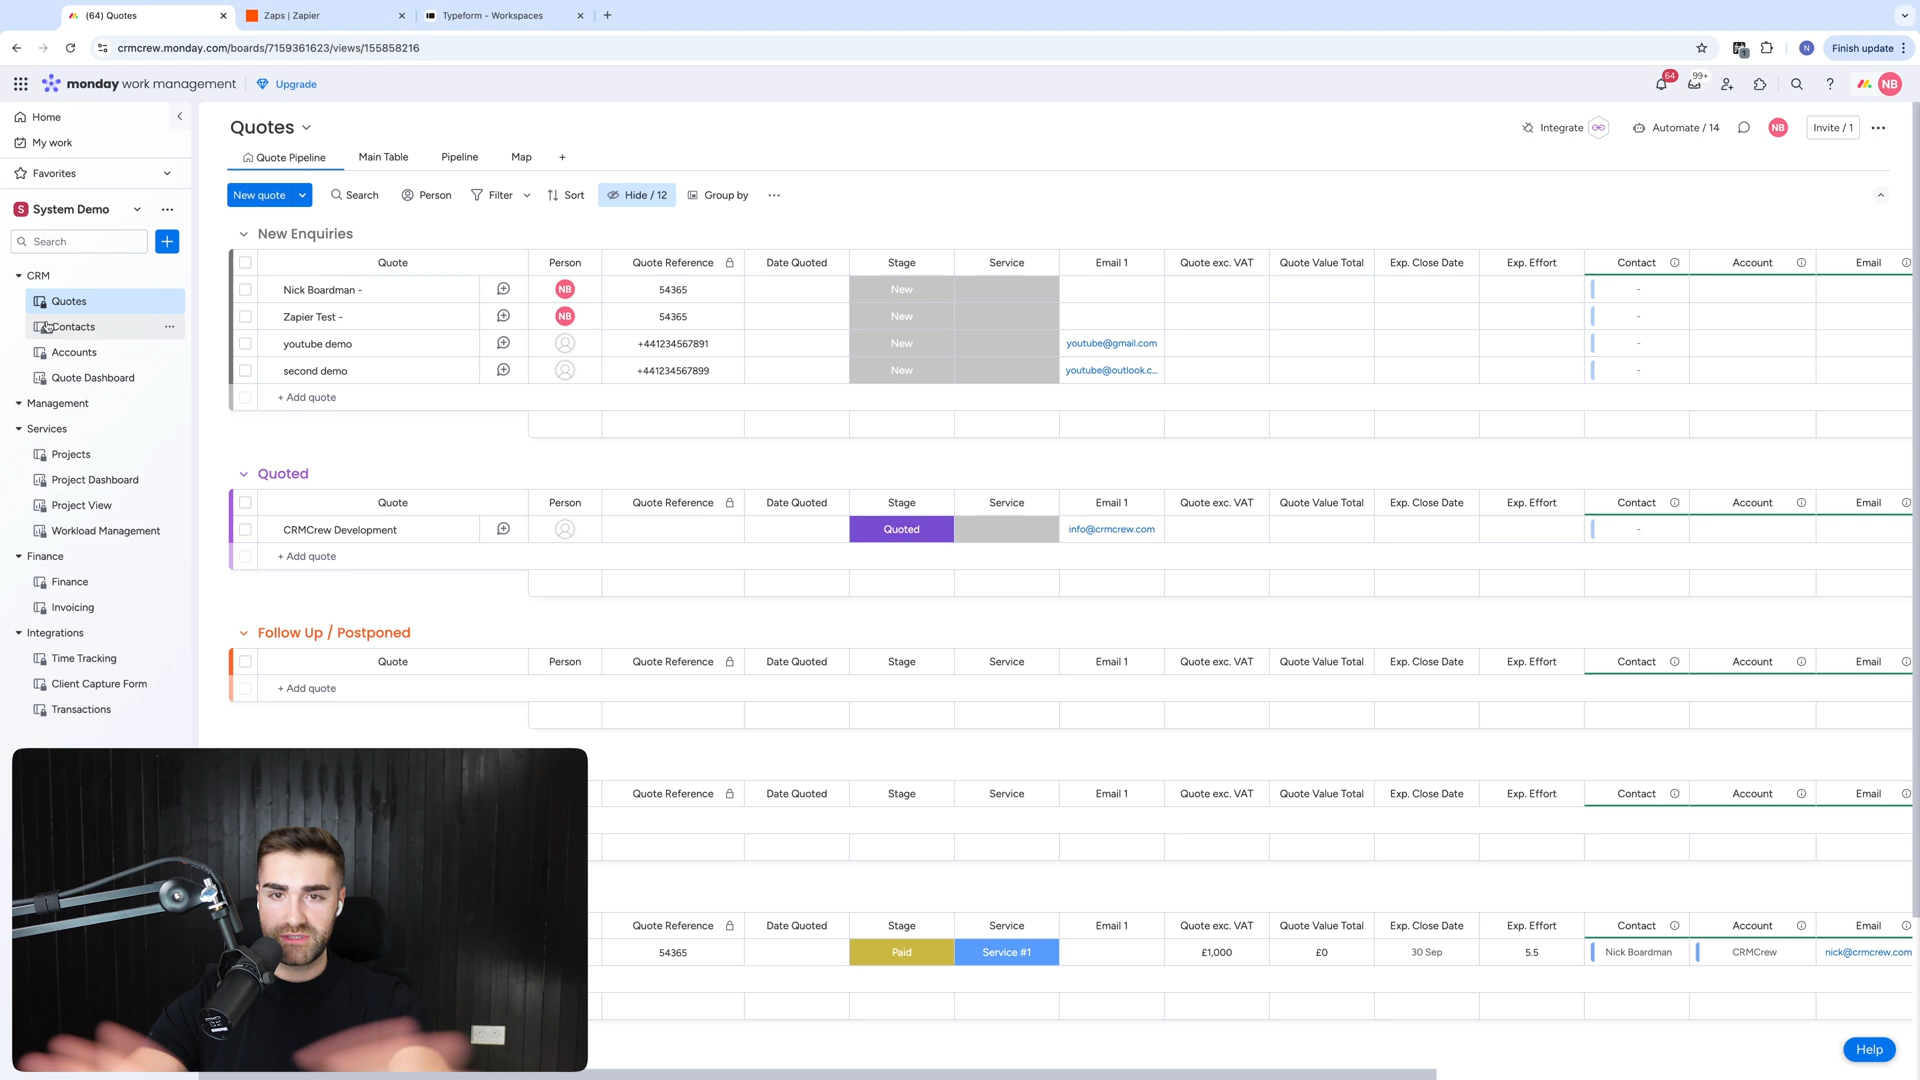 (64) Quotes
Zaps | Zapier
Typeform - Workspaces
crmcrew.monday.com/boards/7159361623/views/155858216
1
N
Finish update
monday work management
Upgrade
64
99+
NB
Home
My work
Favorites
S System Demo
Search
CRM
Quotes
Contacts
Accounts
Quote Dashboard
Management
Services
Projects
Project Dashboard
Project View
Workload Management
Finance
Finance
Invoicing
Integrations
Time Tracking
Client Capture Form
Transactions
Quotes
Integrate
Automate / 14
NB
Invite / 1
Quote Pipeline
Main Table
Pipeline
Map
+
New quote
Search
Person
Filter
Sort
Hide / 12
Group by
New Enquiries
Quote Person Quote Reference Date Quoted Stage Service Email 1 Quote exc. VAT Quote Value Total Exp. Close Date Exp. Effort Contact Account Email
Nick Boardman - NB 54365 New -
Zapier Test - NB 54365 New -
youtube demo +441234567891 New youtube@gmail.com -
second demo +441234567899 New youtube@outlook.c... -
+ Add quote
Quoted
Quote Person Quote Reference Date Quoted Stage Service Email 1 Quote exc. VAT Quote Value Total Exp. Close Date Exp. Effort Contact Account Email
CRMCrew Development Quoted info@crmcrew.com -
+ Add quote
Follow Up / Postponed
Quote Person Quote Reference Date Quoted Stage Service Email 1 Quote exc. VAT Quote Value Total Exp. Close Date Exp. Effort Contact Account Email
+ Add quote
Quote Reference Date Quoted Stage Service Email 1 Quote exc. VAT Quote Value Total Exp. Close Date Exp. Effort Contact Account Email
Quote Reference Date Quoted Stage Service Email 1 Quote exc. VAT Quote Value Total Exp. Close Date Exp. Effort Contact Account Email
54365 Paid Service #1 £1,000 £0 30 Sep 5.5 Nick Boardman CRMCrew nick@crmcrew.com
Help